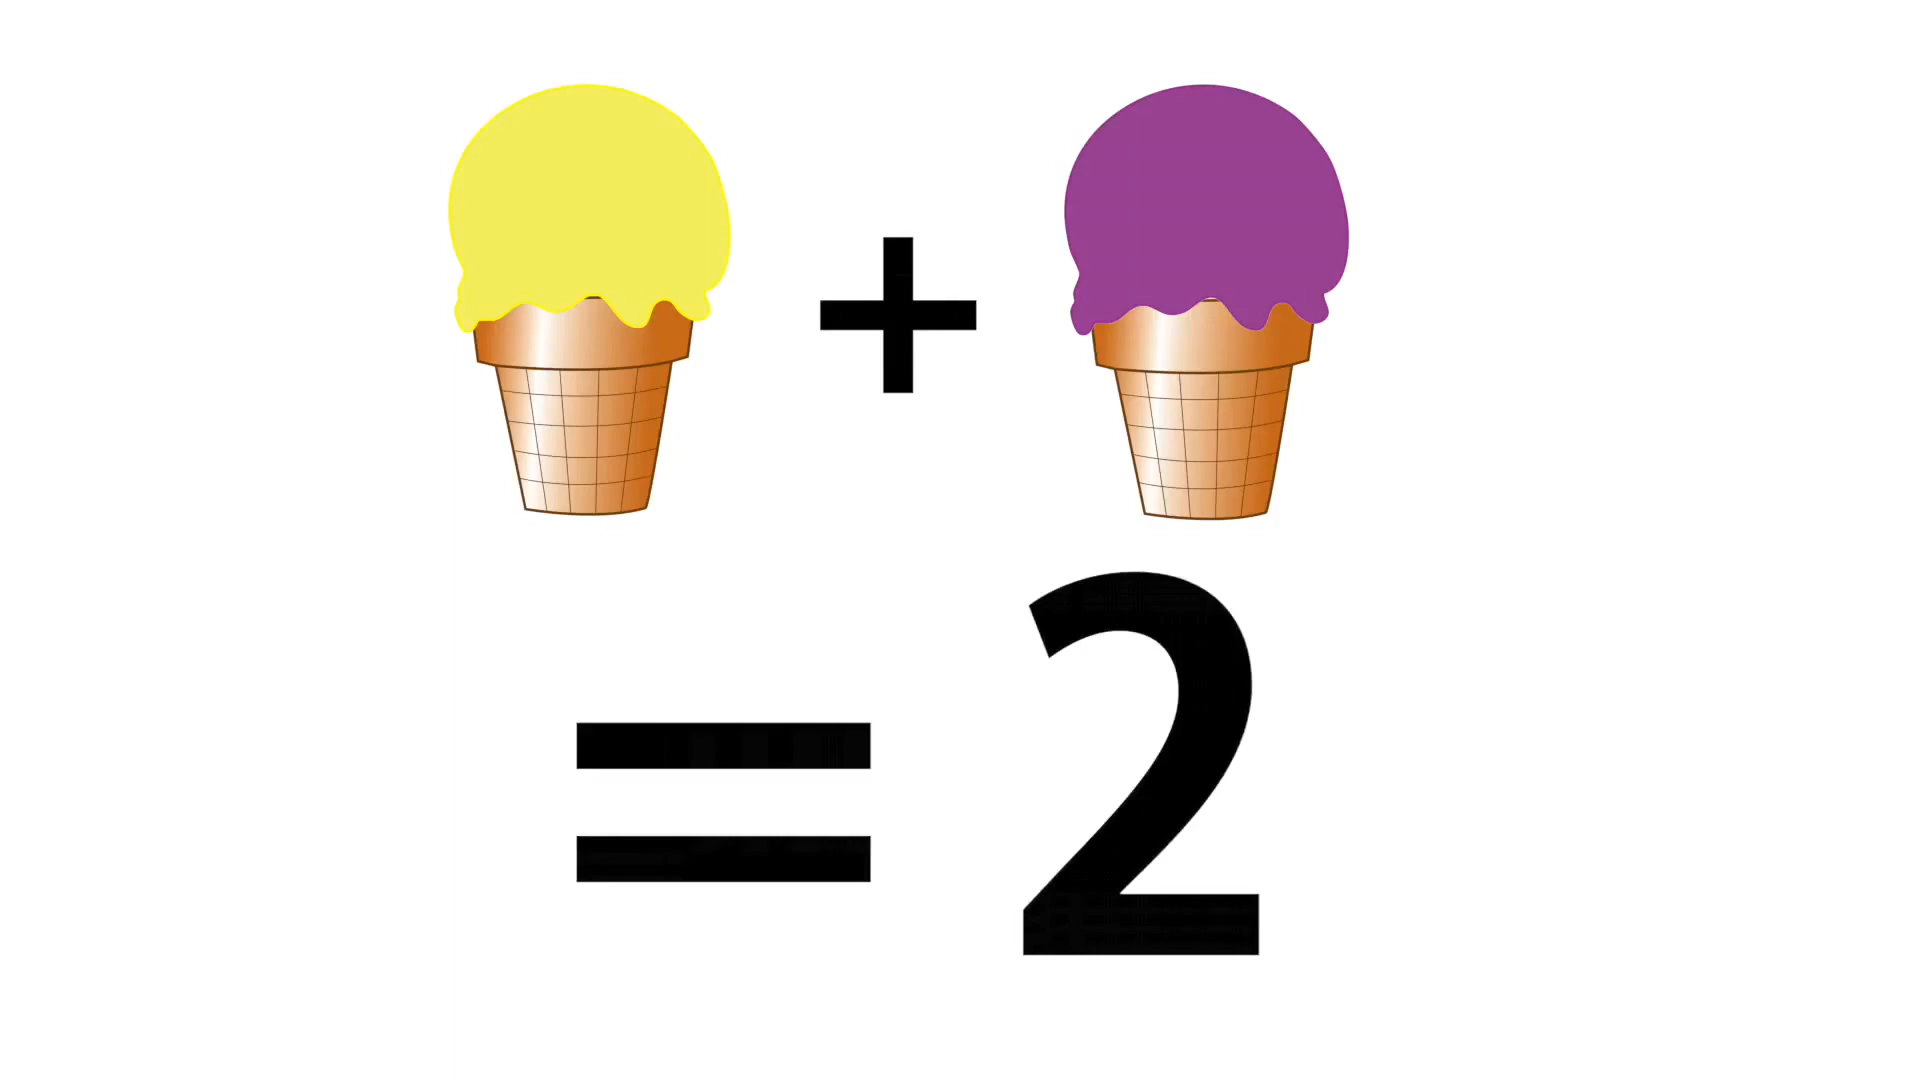 +
= 2